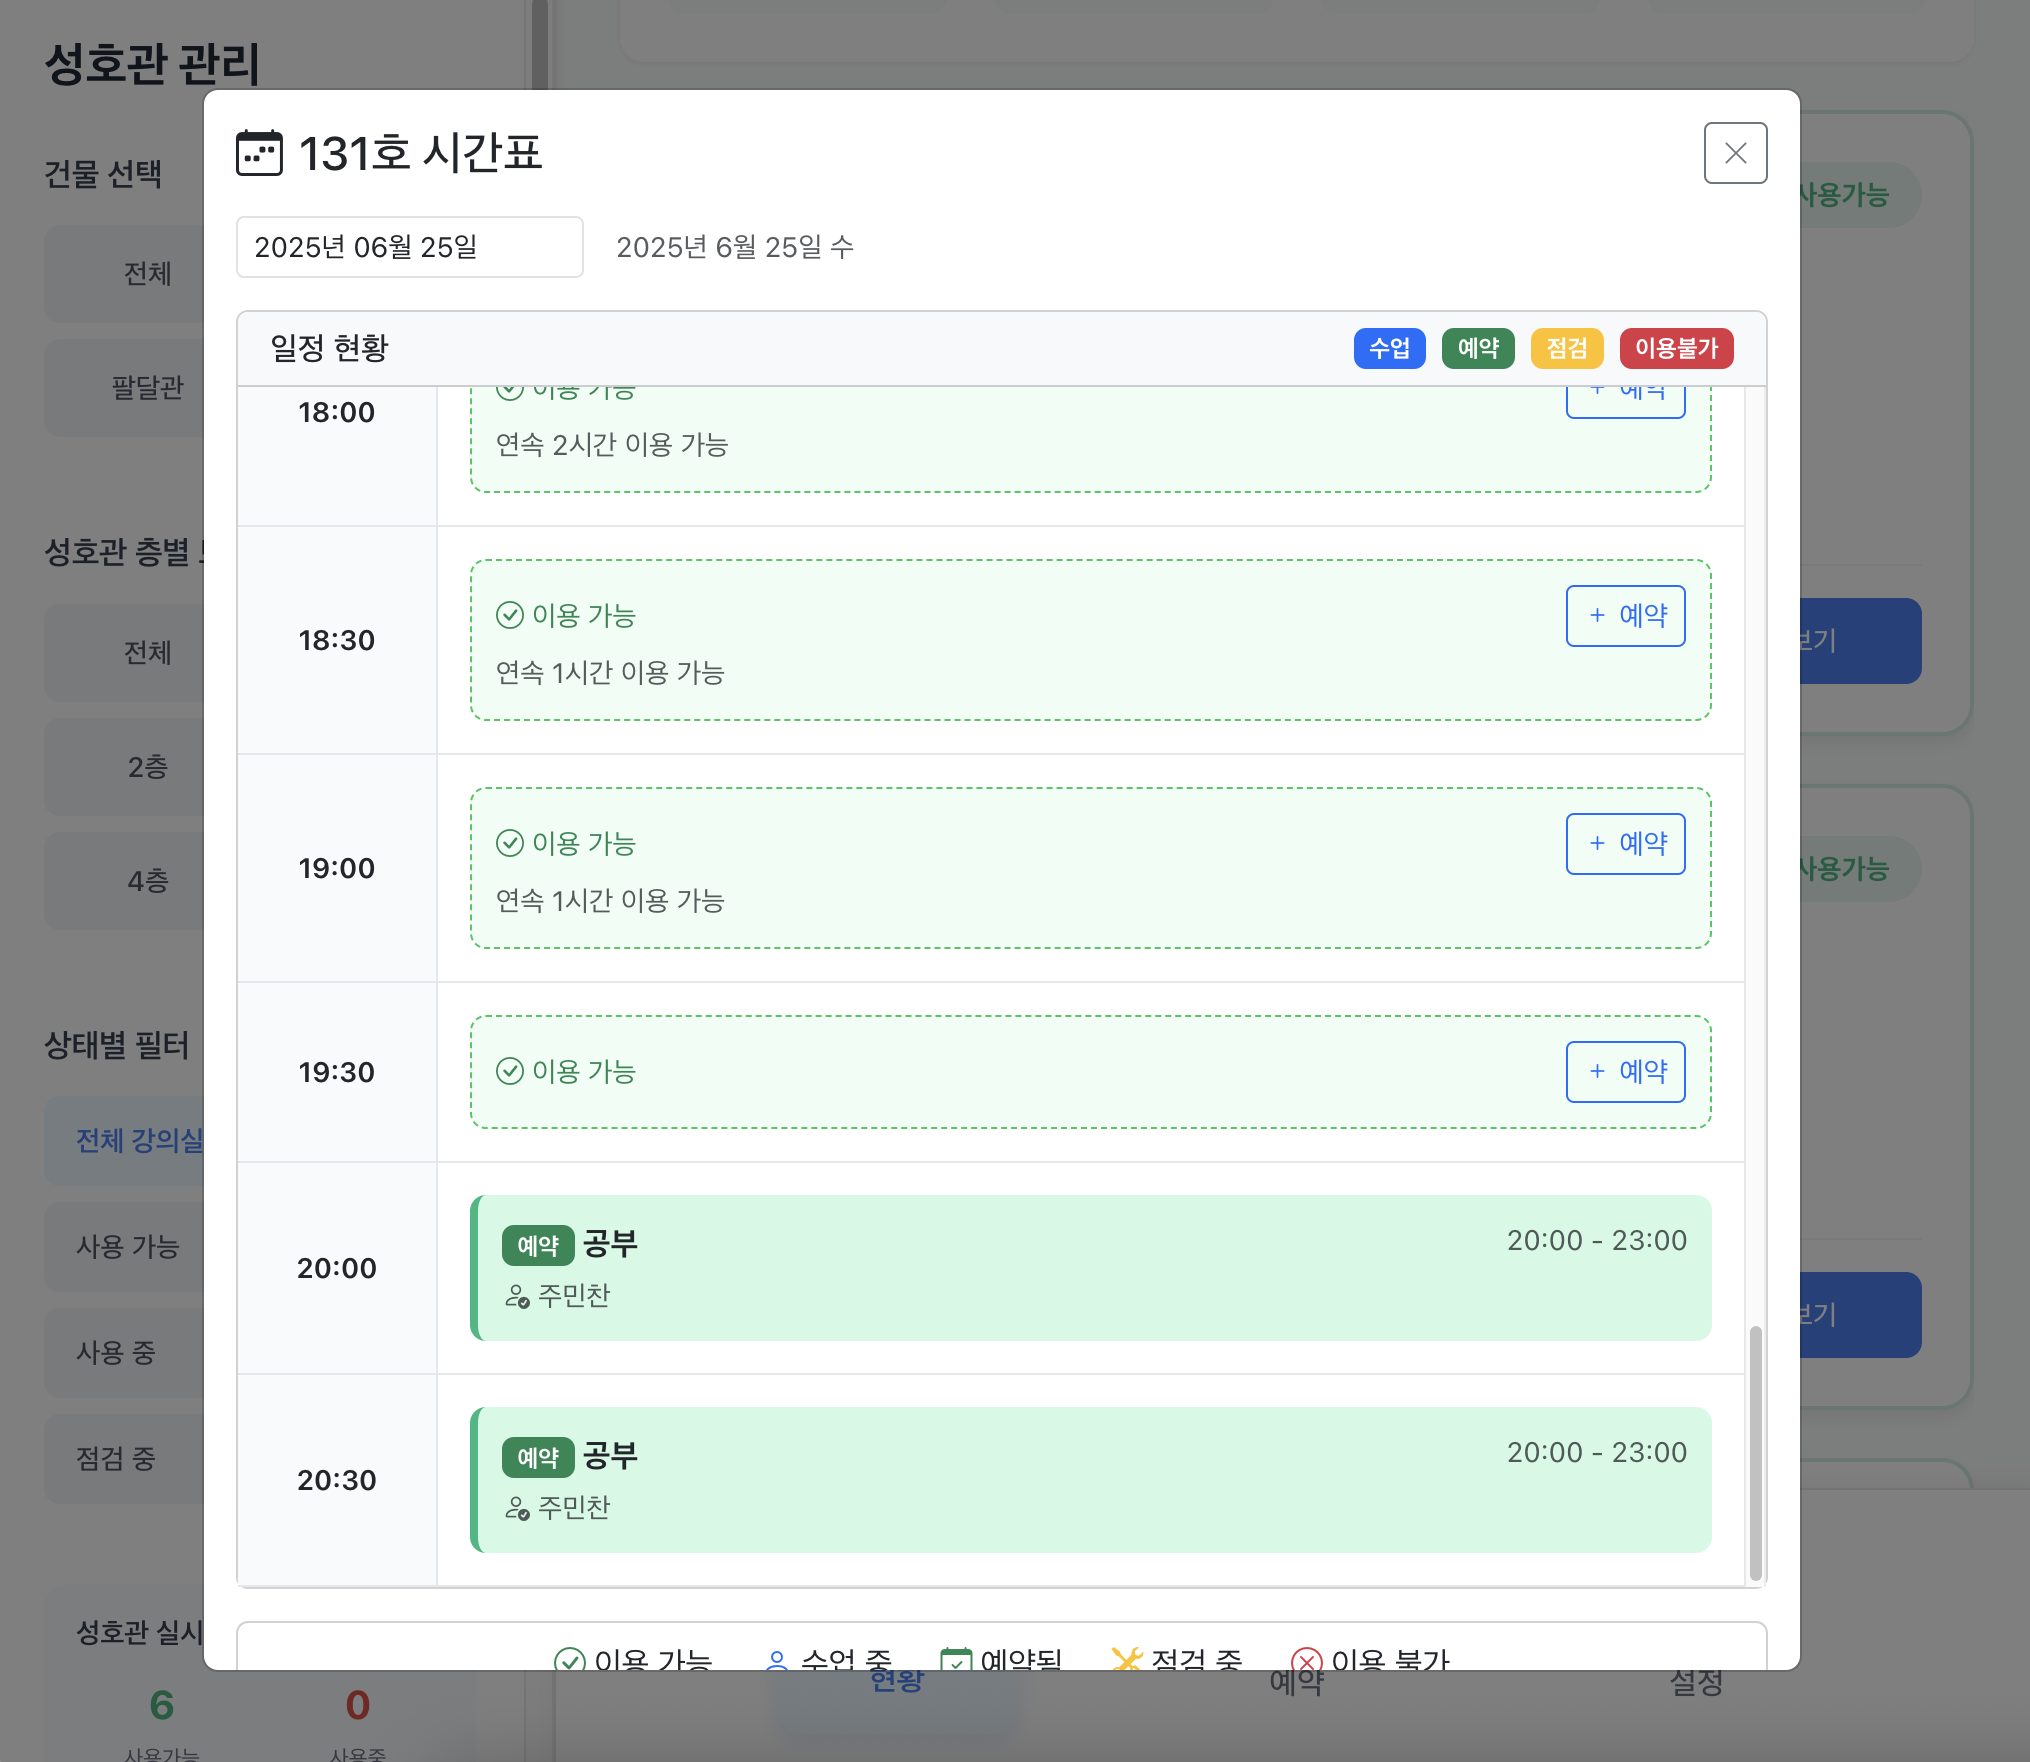 성호관 관리
건물 선택
전체
팔달관
성호관 층별
전체
2층
4층
상태별 필터
전체 강의실
사용 가능
사용 중
점검 중
성호관 실시
6
0
사용가능
사용중
131호 시간표
2025년 06월 25일
2025년 6월 25일 수
일정 현황
수업 예약 점검 이용불가
18:00
이용 가능
+ 예약
연속 2시간 이용 가능
18:30
이용 가능
+ 예약
연속 1시간 이용 가능
19:00
이용 가능
+ 예약
연속 1시간 이용 가능
19:30
이용 가능
+ 예약
20:00
예약 공부
20:00 - 23:00
주민찬
20:30
예약 공부
20:00 - 23:00
주민찬
이용 가능 수업 중 예약됨 점검 중 이용 불가
사용가능
보기
사용가능
보기
현황
예약
설정